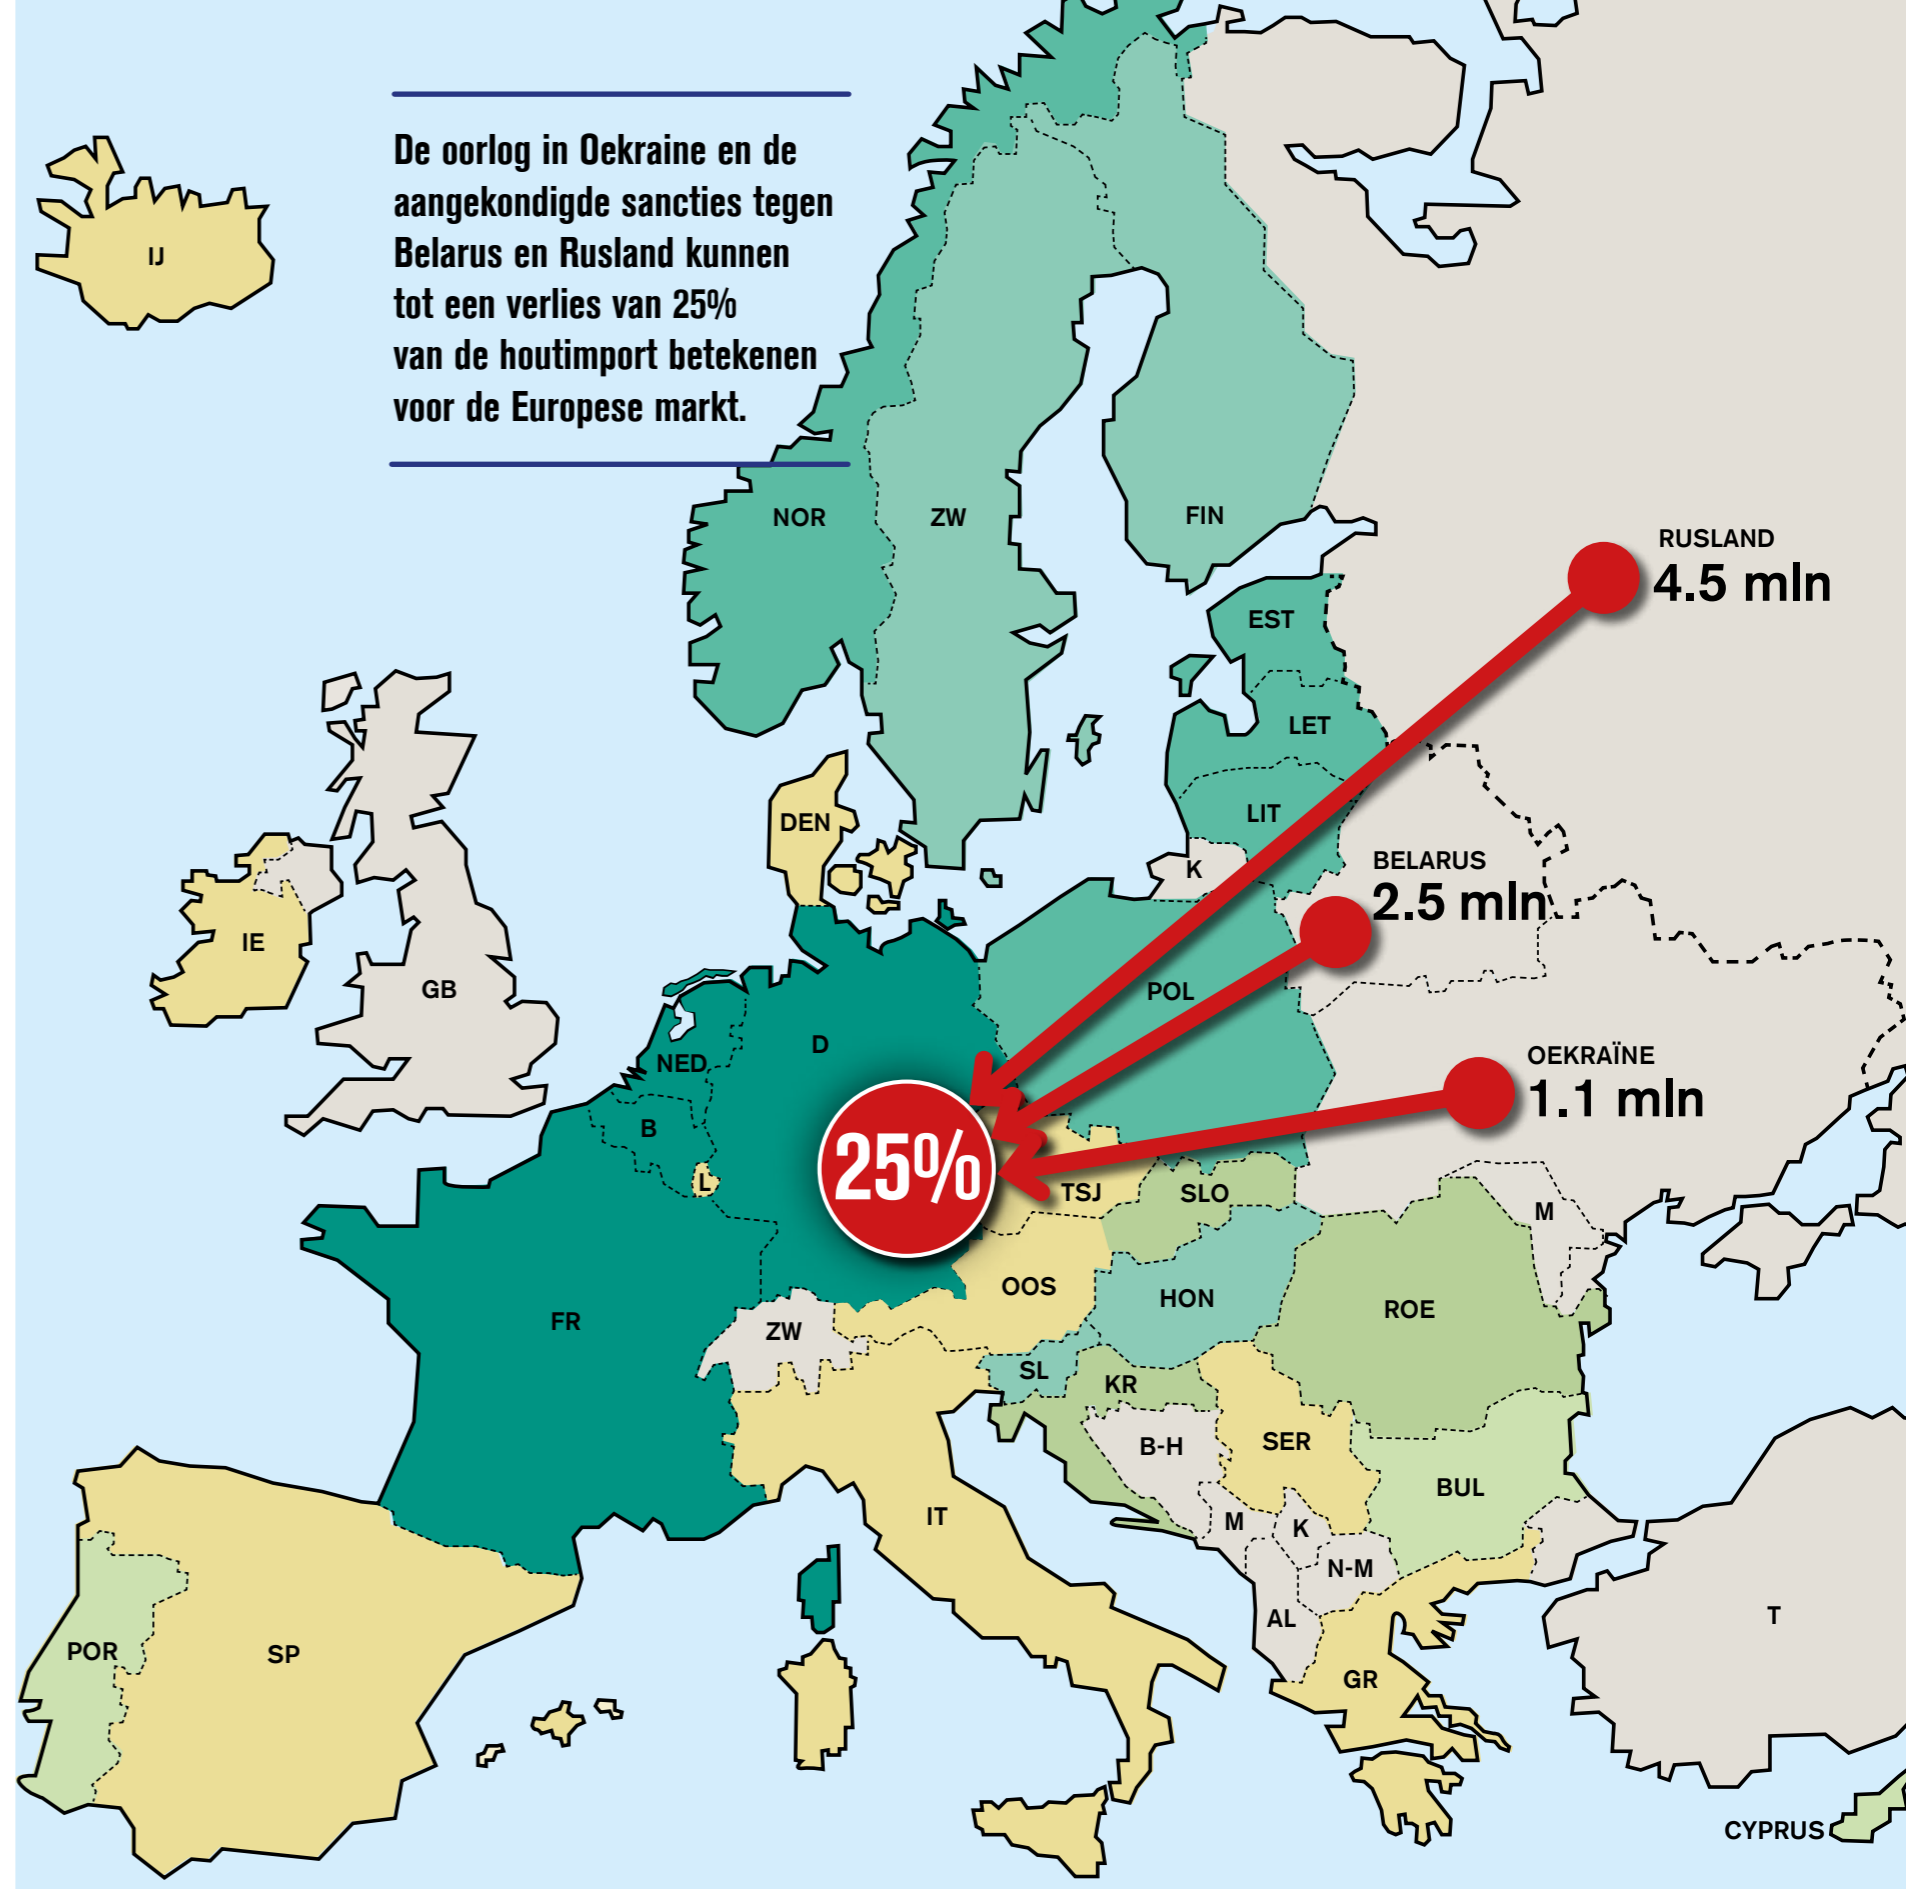 De oorlog in Oekraine en de
aangekondigde sancties tegen
Belarus en Rusland kunnen
tot een verlies van 25%
van de houtimport betekenen
voor de Europese markt.
IJ
NOR
ZW
FIN
RUSLAND
4.5 mln
EST
LET
LIT
DEN
K
BELARUS
2.5 mln
IE
GB
POL
D
NED
OEKRAÏNE
1.1 mln
B
25%
L
TSJ
SLO
M
OOS
HON
ROE
FR
ZW
SL
KR
B-H
SER
BUL
IT
M
K
N-M
AL
T
POR
SP
GR
CYPRUS